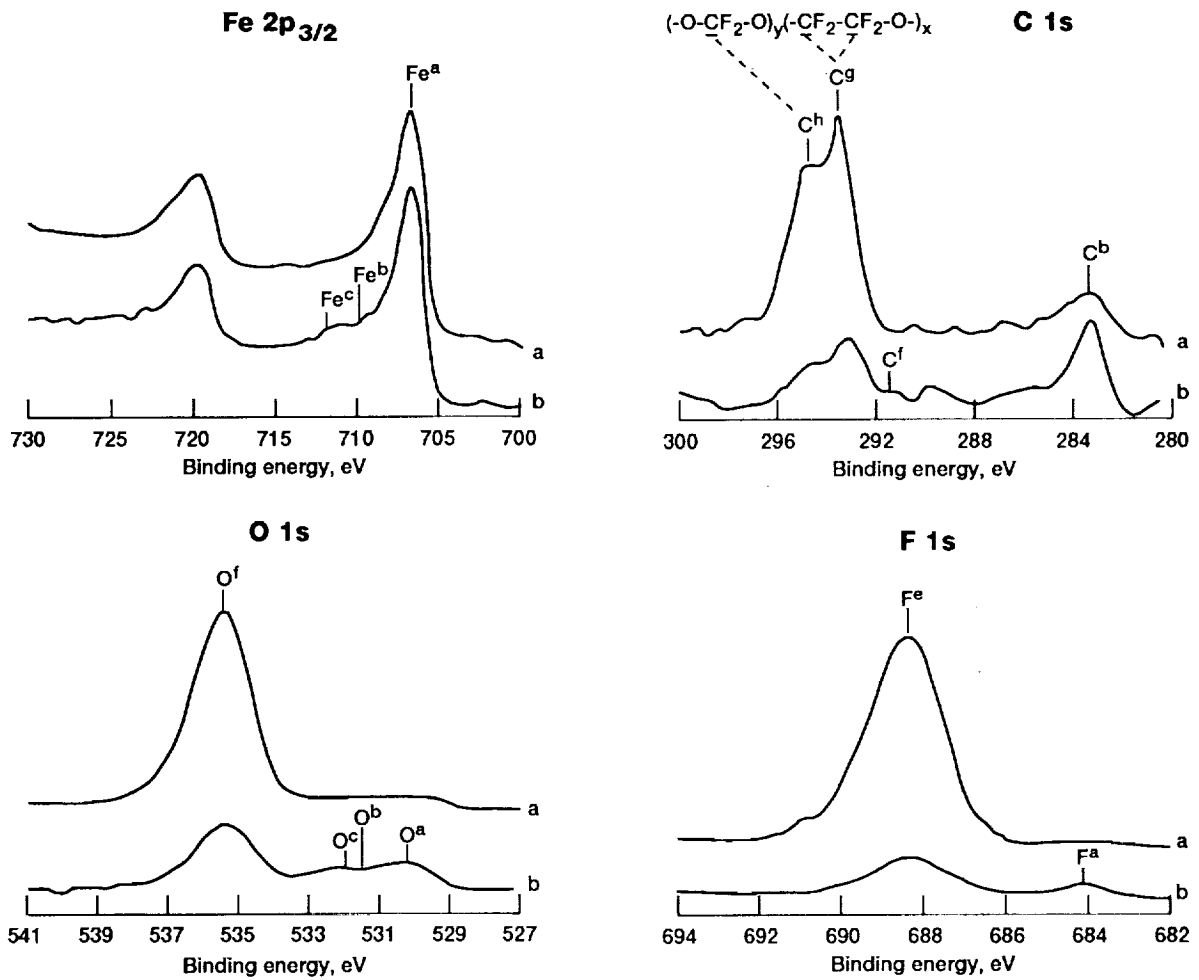 Fe 2p3/2
Feᵃ
Feᵇ
Feᶜ
a
b
730 725 720 715 710 705 700
Binding energy, eV
(-O-CF2-O)y(-CF2-CF2-O-)x
C 1s
Cᵍ
Cʰ
Cᵇ
a
Cᶠ
b
300 296 292 288 284 280
Binding energy, eV
O 1s
Oᶠ
a
Oᵇ
Oᶜ Oᵃ
b
541 539 537 535 533 531 529 527
Binding energy, eV
F 1s
Fᵉ
a
Fᵃ
b
694 692 690 688 686 684 682
Binding energy, eV